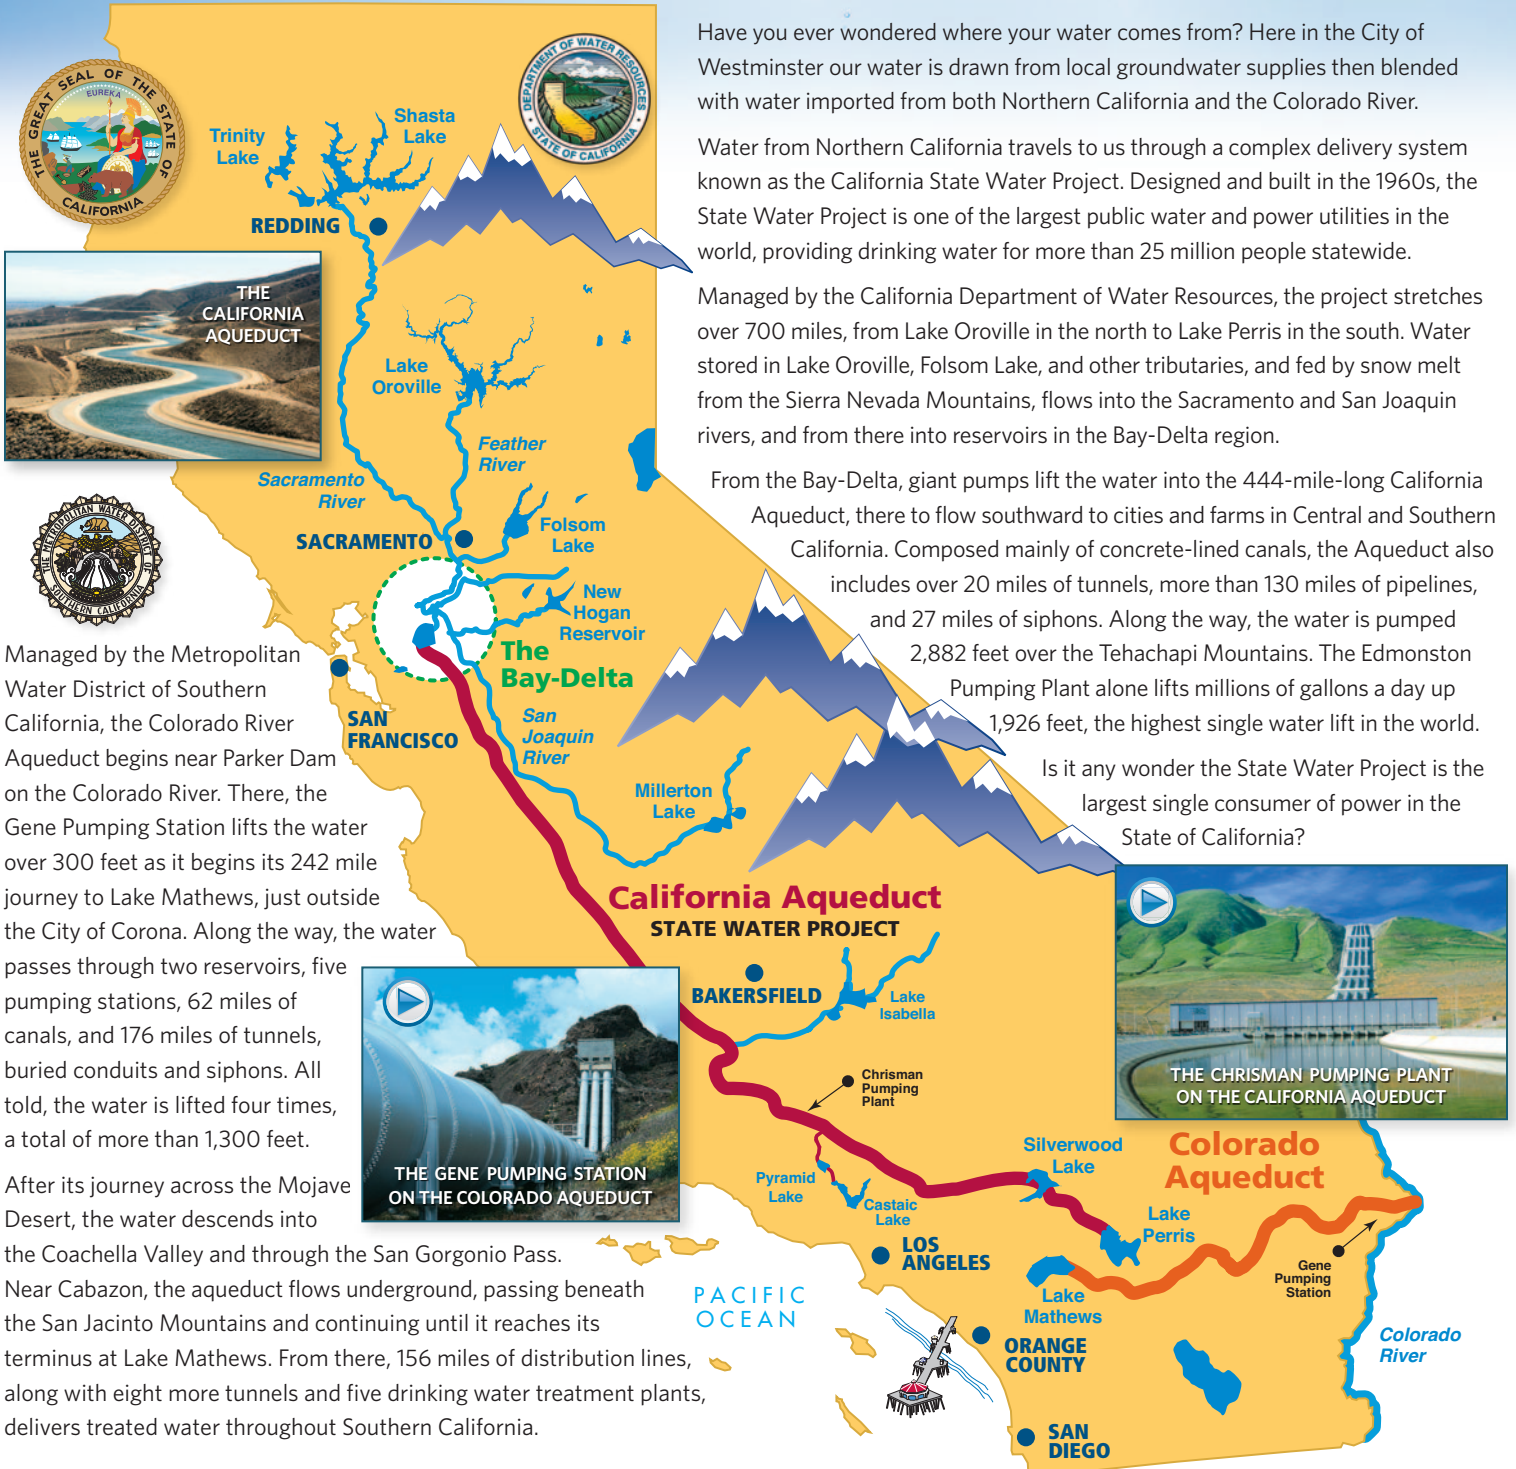 Have you ever wondered where your water comes from? Here in the City of
Westminster our water is drawn from local groundwater supplies then blended
with water imported from both Northern California and the Colorado River.
Water from Northern California travels to us through a complex delivery system
known as the California State Water Project. Designed and built in the 1960s, the
State Water Project is one of the largest public water and power utilities in the
world, providing drinking water for more than 25 million people statewide.
Managed by the California Department of Water Resources, the project stretches
over 700 miles, from Lake Oroville in the north to Lake Perris in the south. Water
stored in Lake Oroville, Folsom Lake, and other tributaries, and fed by snow melt
from the Sierra Nevada Mountains, flows into the Sacramento and San Joaquin
rivers, and from there into reservoirs in the Bay-Delta region.
From the Bay-Delta, giant pumps lift the water into the 444-mile-long California
Aqueduct, there to flow southward to cities and farms in Central and Southern
California. Composed mainly of concrete-lined canals, the Aqueduct also
includes over 20 miles of tunnels, more than 130 miles of pipelines,
and 27 miles of siphons. Along the way, the water is pumped
2,882 feet over the Tehachapi Mountains. The Edmonston
Pumping Plant alone lifts millions of gallons a day up
1,926 feet, the highest single water lift in the world.
Is it any wonder the State Water Project is the
largest single consumer of power in the
State of California?
THE GREAT SEAL OF THE STATE OF CALIFORNIA
EUREKA
DEPARTMENT OF WATER RESOURCES
STATE OF CALIFORNIA
Trinity
Lake
Shasta
Lake
REDDING
THE
CALIFORNIA
AQUEDUCT
Lake
Oroville
Feather
River
Sacramento
River
SACRAMENTO
Folsom
Lake
New
Hogan
Reservoir
The
Bay-Delta
THE METROPOLITAN WATER DISTRICT OF SOUTHERN CALIFORNIA
SAN
FRANCISCO
San
Joaquin
River
Millerton
Lake
Managed by the Metropolitan
Water District of Southern
California, the Colorado River
Aqueduct begins near Parker Dam
on the Colorado River. There, the
Gene Pumping Station lifts the water
over 300 feet as it begins its 242 mile
journey to Lake Mathews, just outside
the City of Corona. Along the way, the water
passes through two reservoirs, five
pumping stations, 62 miles of
canals, and 176 miles of tunnels,
buried conduits and siphons. All
told, the water is lifted four times,
a total of more than 1,300 feet.
After its journey across the Mojave
Desert, the water descends into
the Coachella Valley and through the San Gorgonio Pass.
Near Cabazon, the aqueduct flows underground, passing beneath
the San Jacinto Mountains and continuing until it reaches its
terminus at Lake Mathews. From there, 156 miles of distribution lines,
along with eight more tunnels and five drinking water treatment plants,
delivers treated water throughout Southern California.
California Aqueduct
STATE WATER PROJECT
BAKERSFIELD
Lake
Isabella
Chrisman
Pumping
Plant
THE GENE PUMPING STATION
ON THE COLORADO AQUEDUCT
THE CHRISMAN PUMPING PLANT
ON THE CALIFORNIA AQUEDUCT
Pyramid
Lake
Castaic
Lake
Silverwood
Lake
Colorado
Aqueduct
Lake
Perris
LOS
ANGELES
Gene
Pumping
Station
Lake
Mathews
PACIFIC
OCEAN
ORANGE
COUNTY
Colorado
River
SAN
DIEGO